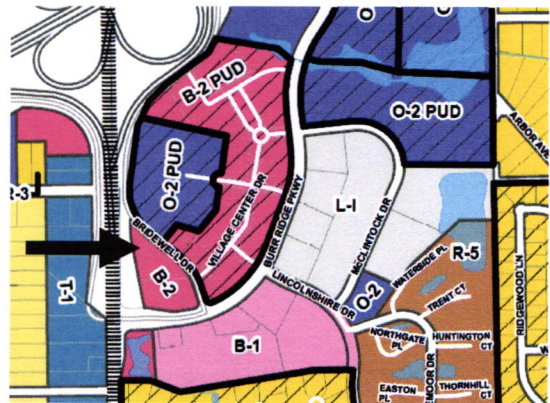 O
B-2 PUD
O-2 PUD
ARBOR AVE
O-2 PUD
R-3
VILLAGE CENTER DR
BURR RIDGE PKWY
L-I
MCCLINTOCK DR
BRIDEWELL DR
WATERSIDE PL
R-5
B-2
T-1
LINCOLNSHIRE DR
O-2
TRENT CT
RIDGEWOOD LN
NORTHGATE
PL
HUNTINGTON
CT
B-1
EASTON
PL
THORNHILL
CT
EMOOR DR